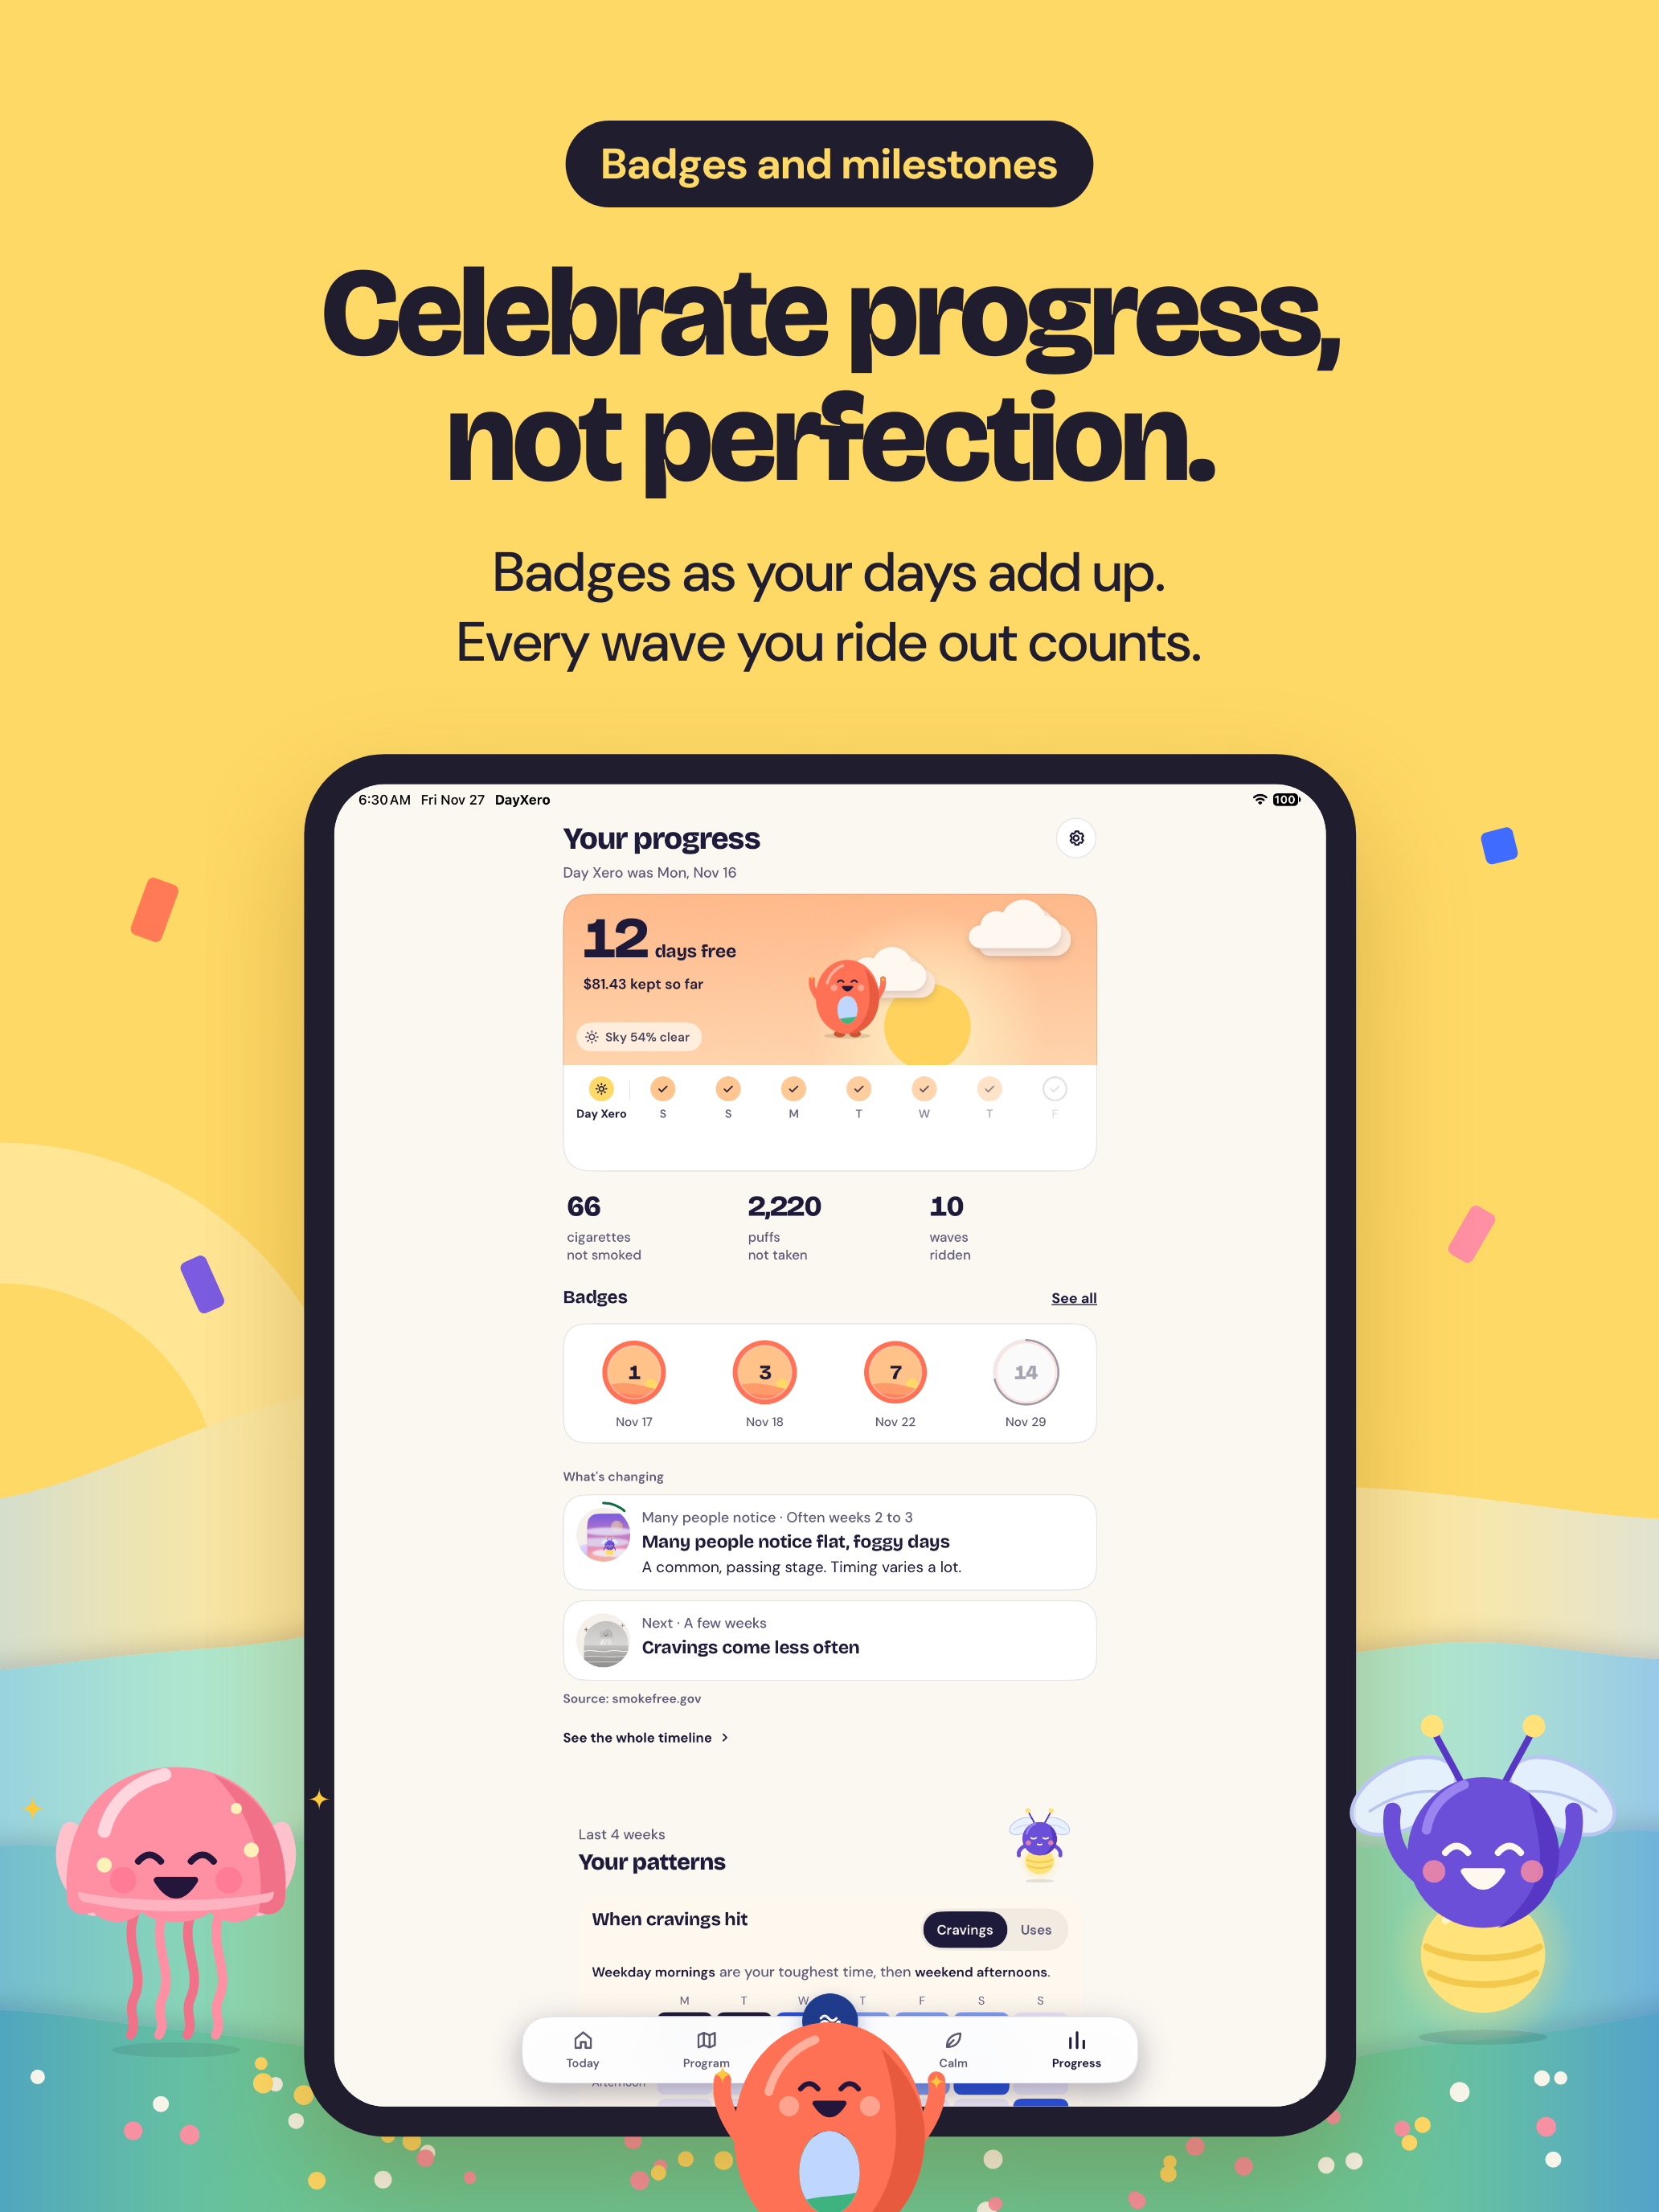 Badges and milestones
Celebrate progress,
not perfection.
Badges as your days add up.
Every wave you ride out counts.
6:30 AM Fri Nov 27 DayXero
100
Your progress
Day Xero was Mon, Nov 16
12 days free
$81.43 kept so far
Sky 54% clear
Day Xero S S M T W T F
66 2,220 10
cigarettes puffs waves
not smoked not taken ridden
Badges See all
1 3 7 14
Nov 17 Nov 18 Nov 22 Nov 29
What's changing
Many people notice · Often weeks 2 to 3
Many people notice flat, foggy days
A common, passing stage. Timing varies a lot.
Next · A few weeks
Cravings come less often
Source: smokefree.gov
See the whole timeline
Last 4 weeks
Your patterns
When cravings hit Cravings Uses
Weekday mornings are your toughest time, then weekend afternoons.
M T W T F S S
Today Program Calm Progress
Afternoon